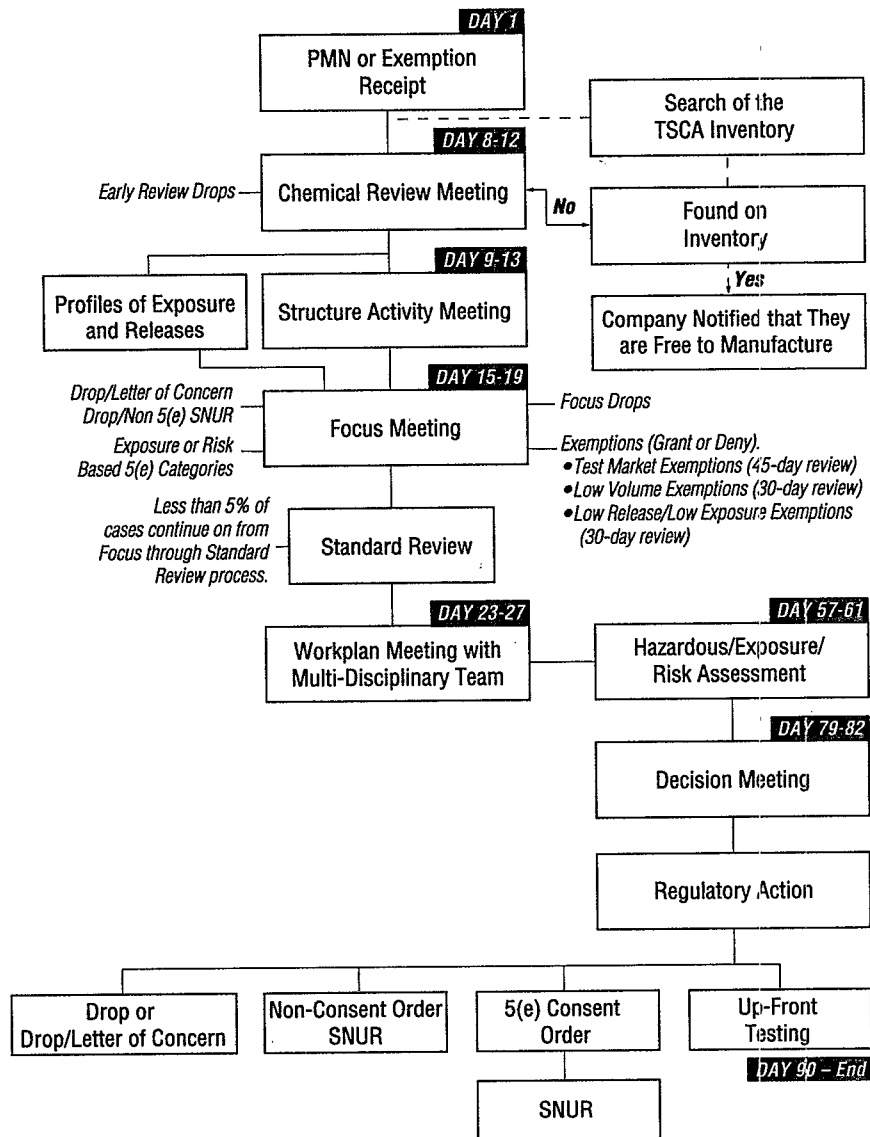 DAY 1
PMN or Exemption
Receipt
Search of the
TSCA Inventory
DAY 8-12
Early Review Drops
Chemical Review Meeting
No
Found on
Inventory
Yes
DAY 9-13
Profiles of Exposure
and Releases
Structure Activity Meeting
Company Notified that They
are Free to Manufacture
DAY 15-19
Drop/Letter of Concern
Drop/Non 5(e) SNUR
Exposure or Risk
Based 5(e) Categories
Focus Meeting
Focus Drops
Exemptions (Grant or Deny).
•Test Market Exemptions (45-day review)
•Low Volume Exemptions (30-day review)
•Low Release/Low Exposure Exemptions
(30-day review)
Less than 5% of
cases continue on from
Focus through Standard
Review process.
Standard Review
DAY 23-27
Workplan Meeting with
Multi-Disciplinary Team
DAY 57-61
Hazardous/Exposure/
Risk Assessment
DAY 79-82
Decision Meeting
Regulatory Action
Drop or
Drop/Letter of Concern
Non-Consent Order
SNUR
5(e) Consent
Order
Up-Front
Testing
DAY 90 – End
SNUR